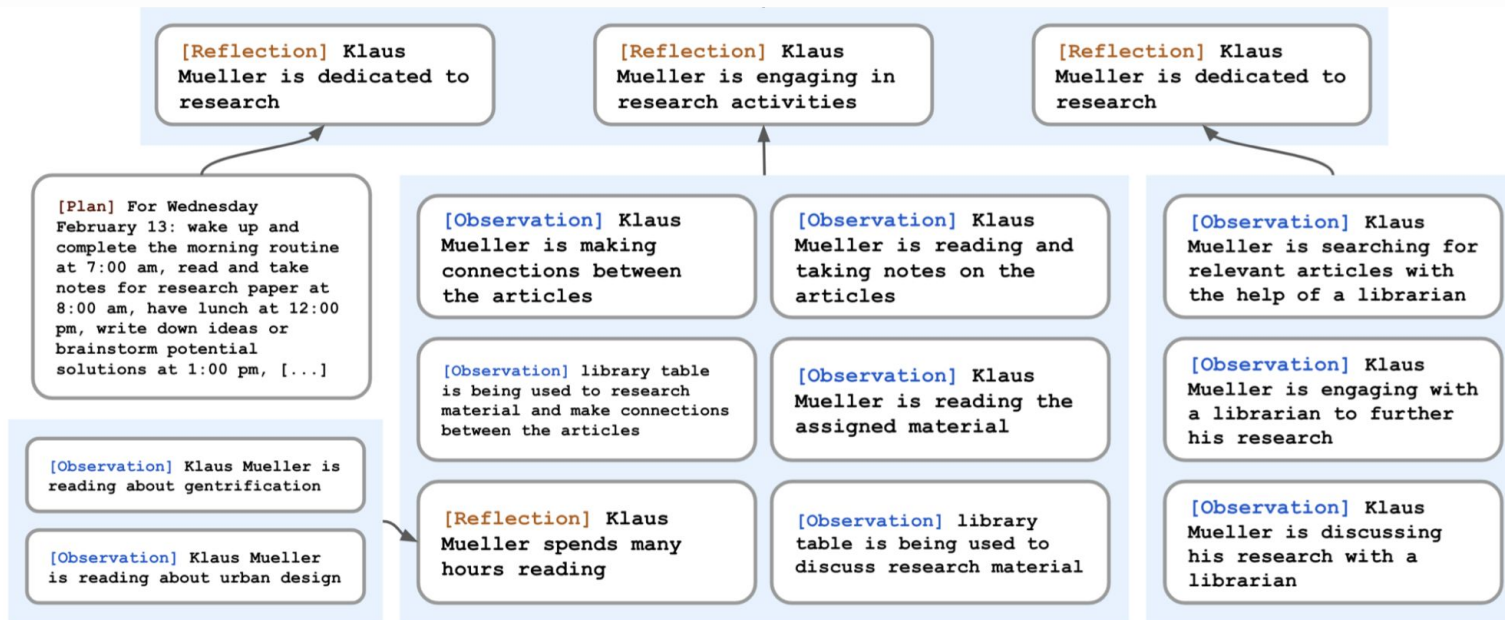 [Reflection] Klaus
Mueller is dedicated to
research
[Reflection] Klaus
Mueller is engaging in
research activities
[Reflection] Klaus
Mueller is dedicated to
research
[Plan] For Wednesday
February 13: wake up and
complete the morning routine
at 7:00 am, read and take
notes for research paper at
8:00 am, have lunch at 12:00
pm, write down ideas or
brainstorm potential
solutions at 1:00 pm, [...]
[Observation] Klaus Mueller is
reading about gentrification
[Observation] Klaus Mueller
is reading about urban design
[Observation] Klaus
Mueller is making
connections between
the articles
[Observation] Klaus
Mueller is reading and
taking notes on the
articles
[Observation] library table
is being used to research
material and make connections
between the articles
[Observation] Klaus
Mueller is reading the
assigned material
[Reflection] Klaus
Mueller spends many
hours reading
[Observation] library
table is being used to
discuss research material
[Observation] Klaus
Mueller is searching for
relevant articles with
the help of a librarian
[Observation] Klaus
Mueller is engaging with
a librarian to further
his research
[Observation] Klaus
Mueller is discussing
his research with a
librarian